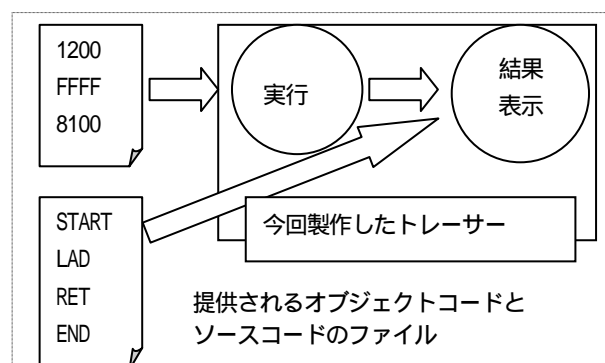 1200
FFFF
8100
実行
結果
表示
START
LAD
RET
END
今回製作したトレーサー
提供されるオブジェクトコードと
ソースコードのファイル